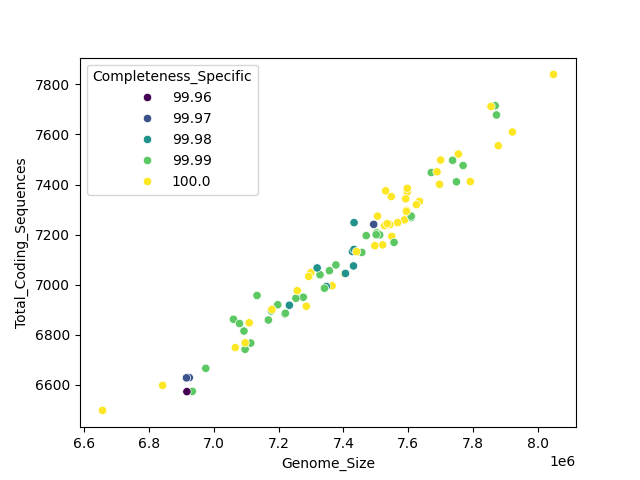 Completeness_Specific
99.96
99.97
99.98
99.99
100.0
7800
7600
7400
7200
7000
6800
6600
Total_Coding_Sequences
6.6 6.8 7.0 7.2 7.4 7.6 7.8 8.0
Genome_Size
1e6